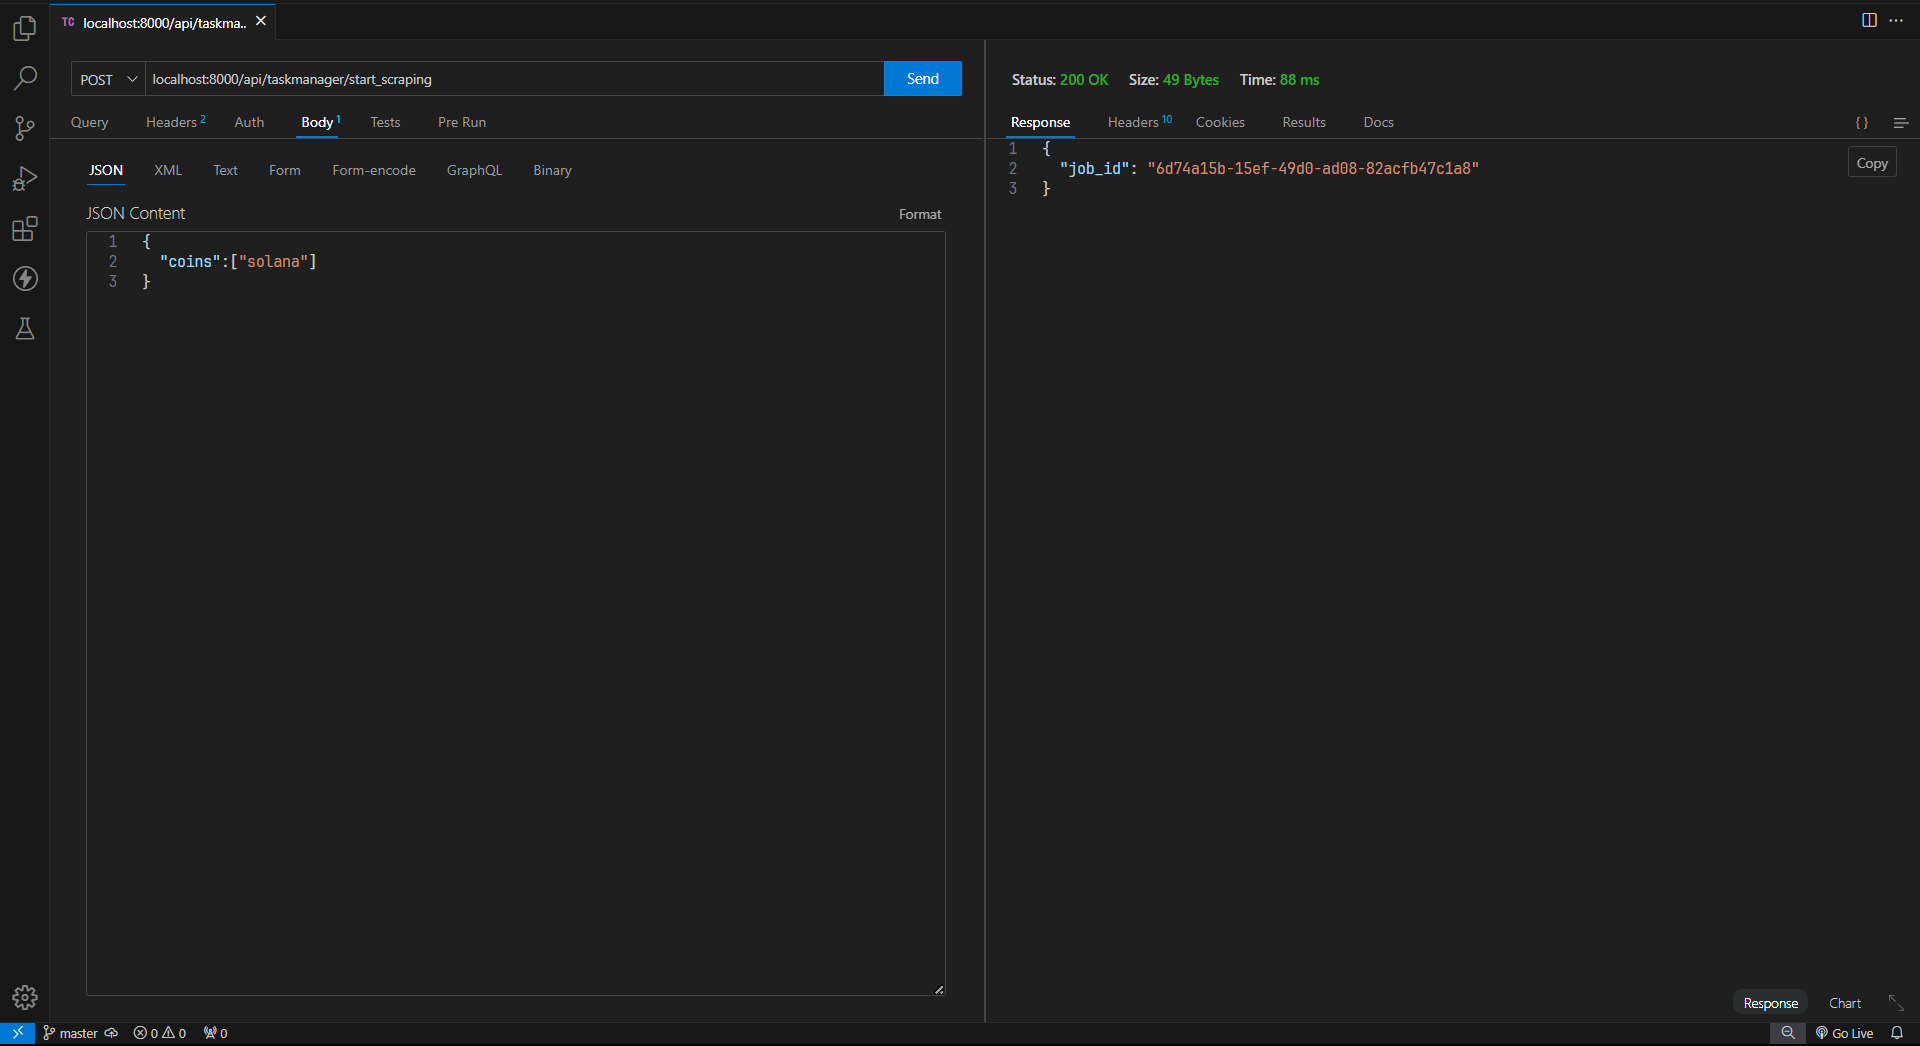 TC localhost:8000/api/taskma..
POST localhost:8000/api/taskmanager/start_scraping Send
Query Headers 2 Auth Body 1 Tests Pre Run
JSON XML Text Form Form-encode GraphQL Binary
JSON Content Format
1 {
2 "coins":["solana"]
3 }
Status: 200 OK Size: 49 Bytes Time: 88 ms
Response Headers 10 Cookies Results Docs { }
1 {
2 "job_id": "6d74a15b-15ef-49d0-ad08-82acfb47c1a8"
3 }
Copy
Response Chart
master 0 0 0 Go Live